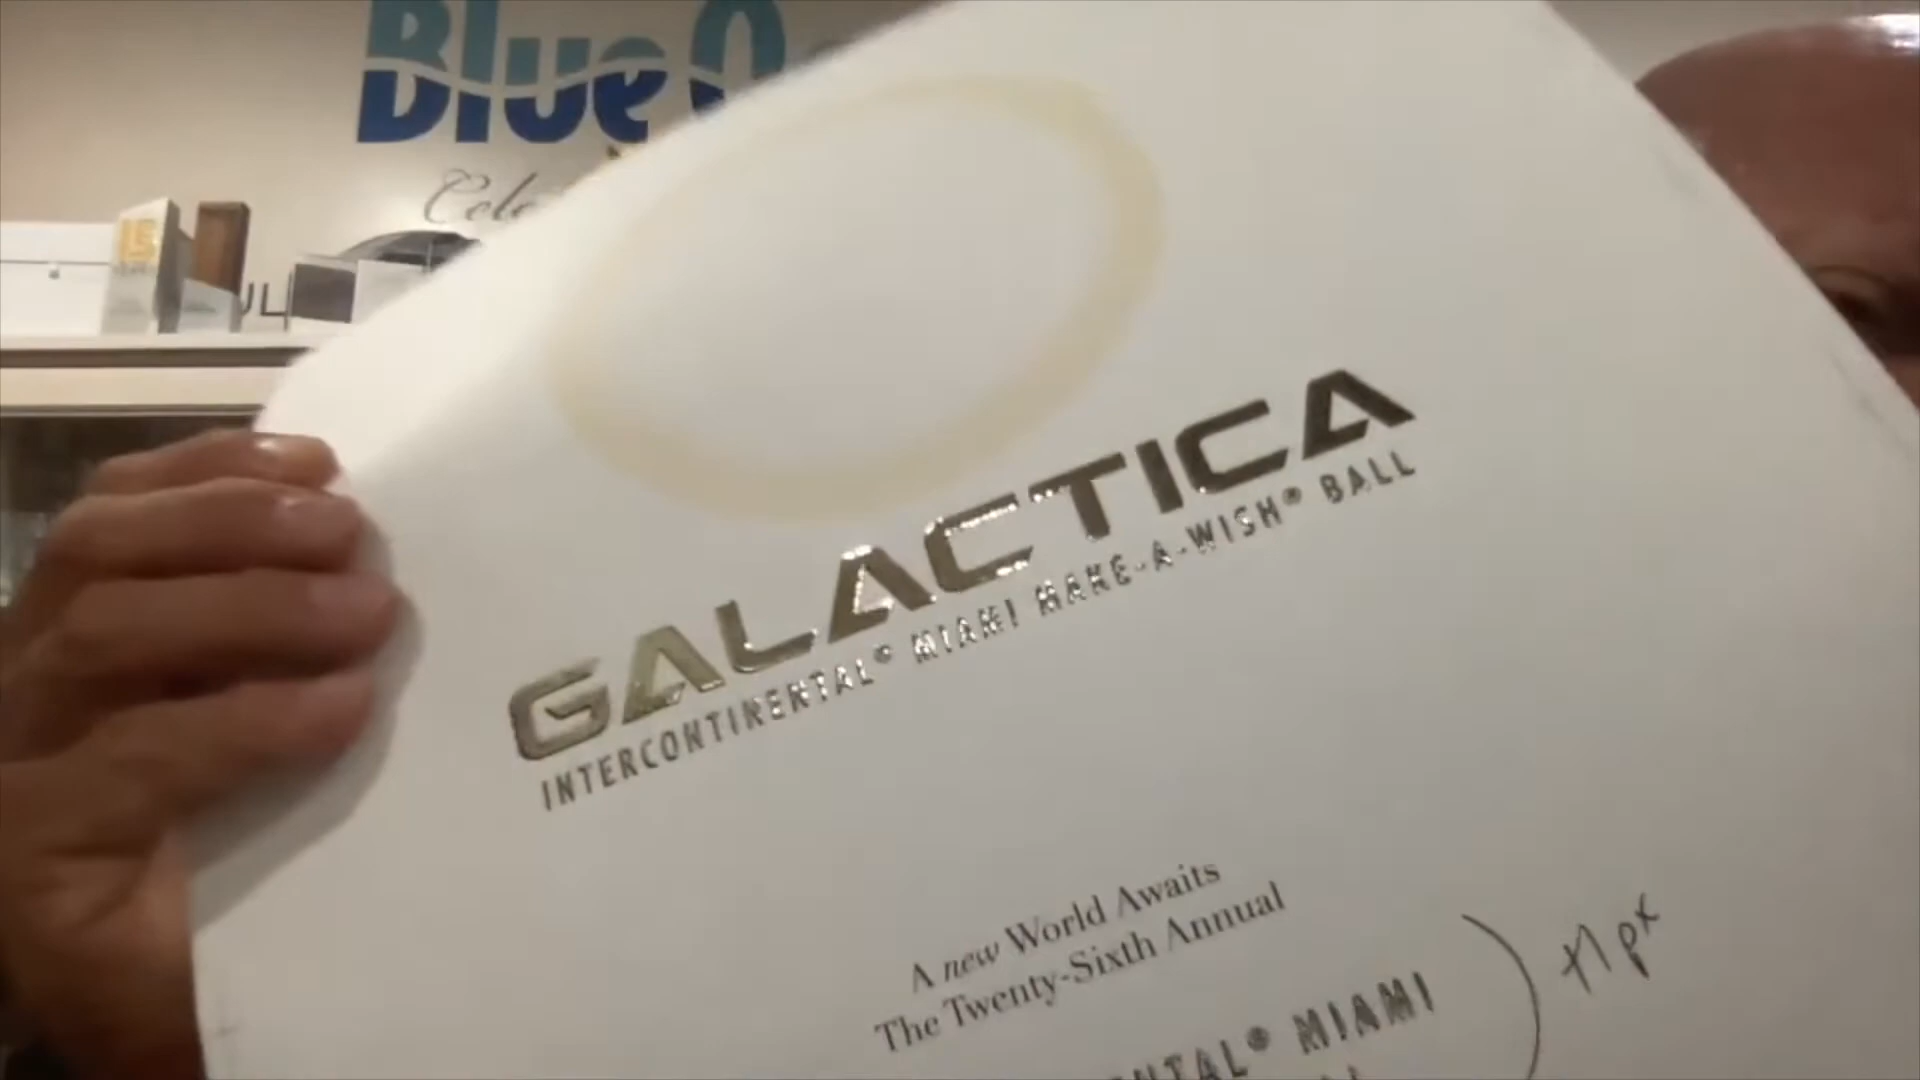 Blue
GALACTICA
INTERCONTINENTAL® MIAMI MAKE-A-WISH® BALL
A new World Awaits
The Twenty-Sixth Annual
MIAMI